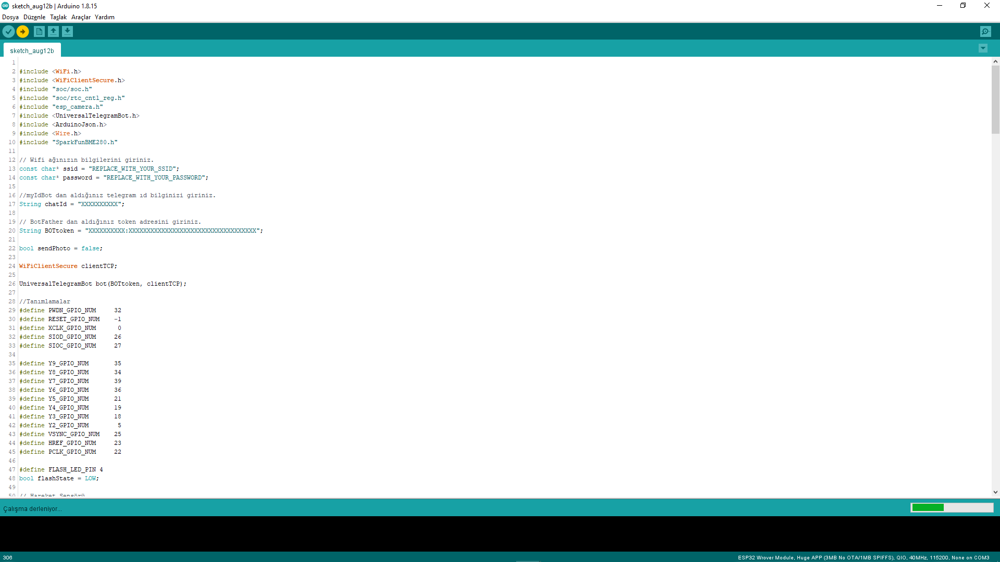 sketch_aug12b | Arduino 1.8.15
Dosya Düzenle Taslak Araçlar Yardım
sketch_aug12b
1
2 #include <WiFi.h>
3 #include <WiFiClientSecure.h>
4 #include "soc/soc.h"
5 #include "soc/rtc_cntl_reg.h"
6 #include "esp_camera.h"
7 #include <UniversalTelegramBot.h>
8 #include <ArduinoJson.h>
9 #include <Wire.h>
10 #include "SparkFunBME280.h"
11
12 // Wifi ağınızın bilgilerini giriniz.
13 const char* ssid = "REPLACE_WITH_YOUR_SSID";
14 const char* password = "REPLACE_WITH_YOUR_PASSWORD";
15
16 //myIdBot dan aldığınız telegram ıd bilginizi giriniz.
17 String chatId = "XXXXXXXXXX";
18
19 // BotFather dan aldığınız token adresini giriniz.
20 String BOTtoken = "XXXXXXXXXX:XXXXXXXXXXXXXXXXXXXXXXXXXXXXXXXXXXX";
21
22 bool sendPhoto = false;
23
24 WiFiClientSecure clientTCP;
25
26 UniversalTelegramBot bot(BOTtoken, clientTCP);
27
28 //Tanımlamalar
29 #define PWDN_GPIO_NUM     32
30 #define RESET_GPIO_NUM    -1
31 #define XCLK_GPIO_NUM      0
32 #define SIOD_GPIO_NUM     26
33 #define SIOC_GPIO_NUM     27
34
35 #define Y9_GPIO_NUM       35
36 #define Y8_GPIO_NUM       34
37 #define Y7_GPIO_NUM       39
38 #define Y6_GPIO_NUM       36
39 #define Y5_GPIO_NUM       21
40 #define Y4_GPIO_NUM       19
41 #define Y3_GPIO_NUM       18
42 #define Y2_GPIO_NUM        5
43 #define VSYNC_GPIO_NUM    25
44 #define HREF_GPIO_NUM     23
45 #define PCLK_GPIO_NUM     22
46
47 #define FLASH_LED_PIN 4
48 bool flashState = LOW;
49
50 // Hareket Sensörü
Çalışma derleniyor...
306
ESP32 Wrover Module, Huge APP (3MB No OTA/1MB SPIFFS), QIO, 40MHz, 115200, None on COM3